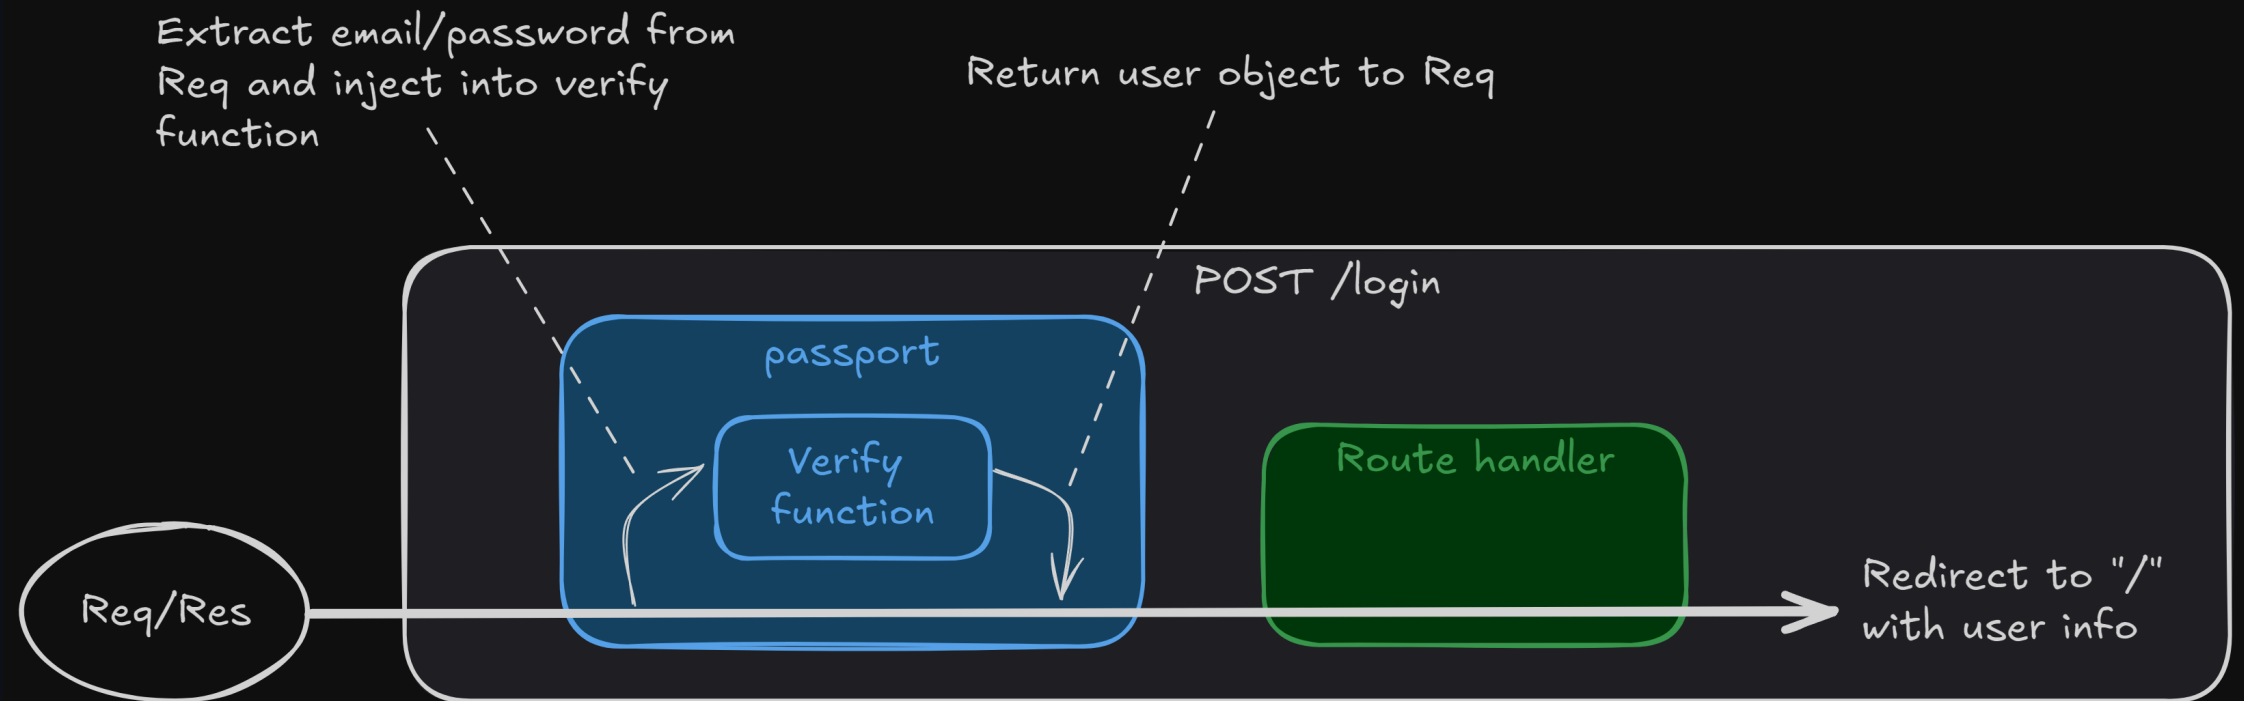 Extract email/password from
Req and inject into verify
function
Return user object to Req
POST /login
passport
Verify
function
Route handler
Req/Res
Redirect to "/"
with user info